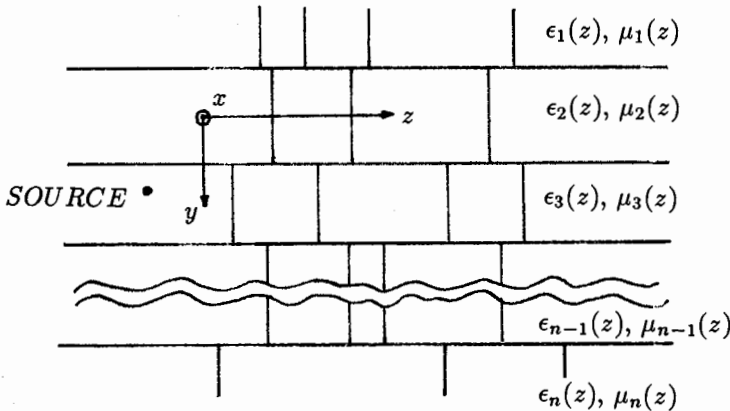 ϵ₁(z), μ₁(z)
x
z
ϵ₂(z), μ₂(z)
SOURCE
y
ϵ₃(z), μ₃(z)
ϵₙ₋₁(z), μₙ₋₁(z)
ϵₙ(z), μₙ(z)